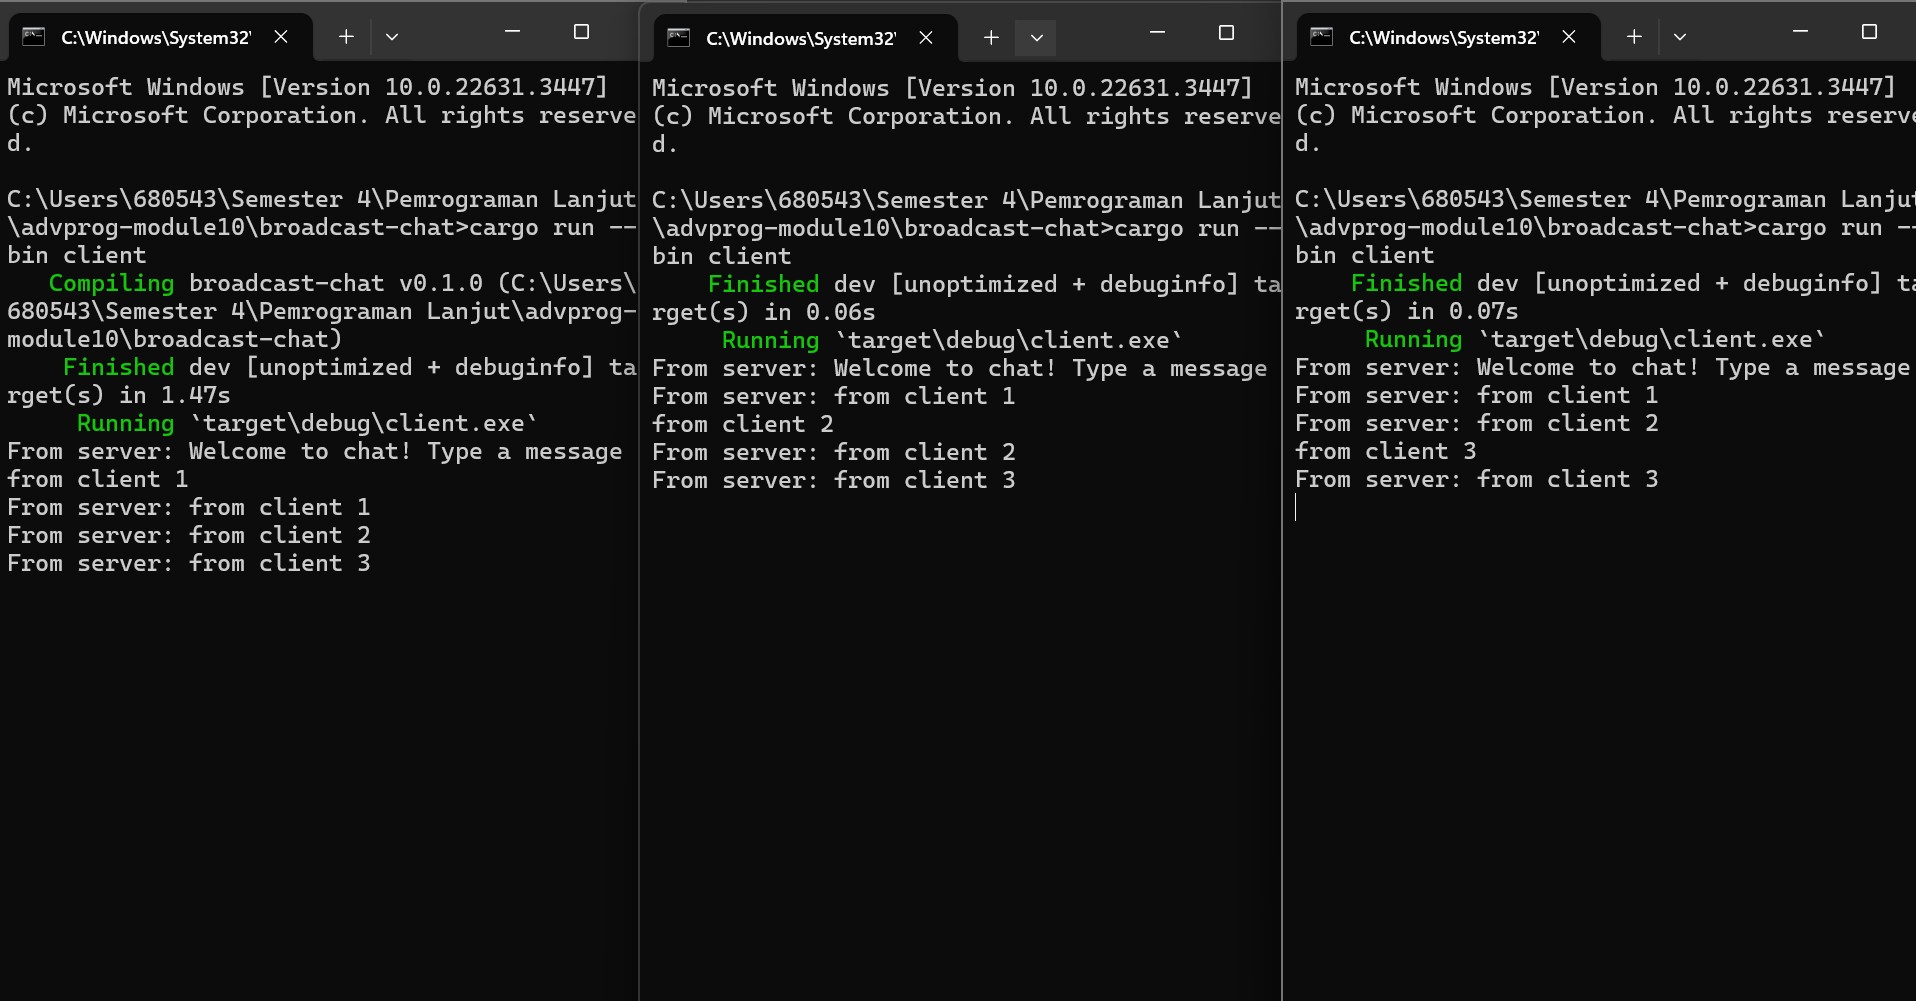 C:\Windows\System32\
Microsoft Windows [Version 10.0.22631.3447]
(c) Microsoft Corporation. All rights reserve
d.
C:\Users\680543\Semester 4\Pemrograman Lanjut
\advprog-module10\broadcast-chat>cargo run --
bin client
   Compiling broadcast-chat v0.1.0 (C:\Users\
680543\Semester 4\Pemrograman Lanjut\advprog-
module10\broadcast-chat)
    Finished dev [unoptimized + debuginfo] ta
rget(s) in 1.47s
     Running `target\debug\client.exe`
From server: Welcome to chat! Type a message
from client 1
From server: from client 1
From server: from client 2
From server: from client 3
C:\Windows\System32\
Microsoft Windows [Version 10.0.22631.3447]
(c) Microsoft Corporation. All rights reserve
d.
C:\Users\680543\Semester 4\Pemrograman Lanjut
\advprog-module10\broadcast-chat>cargo run --
bin client
    Finished dev [unoptimized + debuginfo] ta
rget(s) in 0.06s
     Running `target\debug\client.exe`
From server: Welcome to chat! Type a message
From server: from client 1
from client 2
From server: from client 2
From server: from client 3
C:\Windows\System32\
Microsoft Windows [Version 10.0.22631.3447]
(c) Microsoft Corporation. All rights reserve
d.
C:\Users\680543\Semester 4\Pemrograman Lanjut
\advprog-module10\broadcast-chat>cargo run --
bin client
    Finished dev [unoptimized + debuginfo] ta
rget(s) in 0.07s
     Running `target\debug\client.exe`
From server: Welcome to chat! Type a message
From server: from client 1
From server: from client 2
from client 3
From server: from client 3